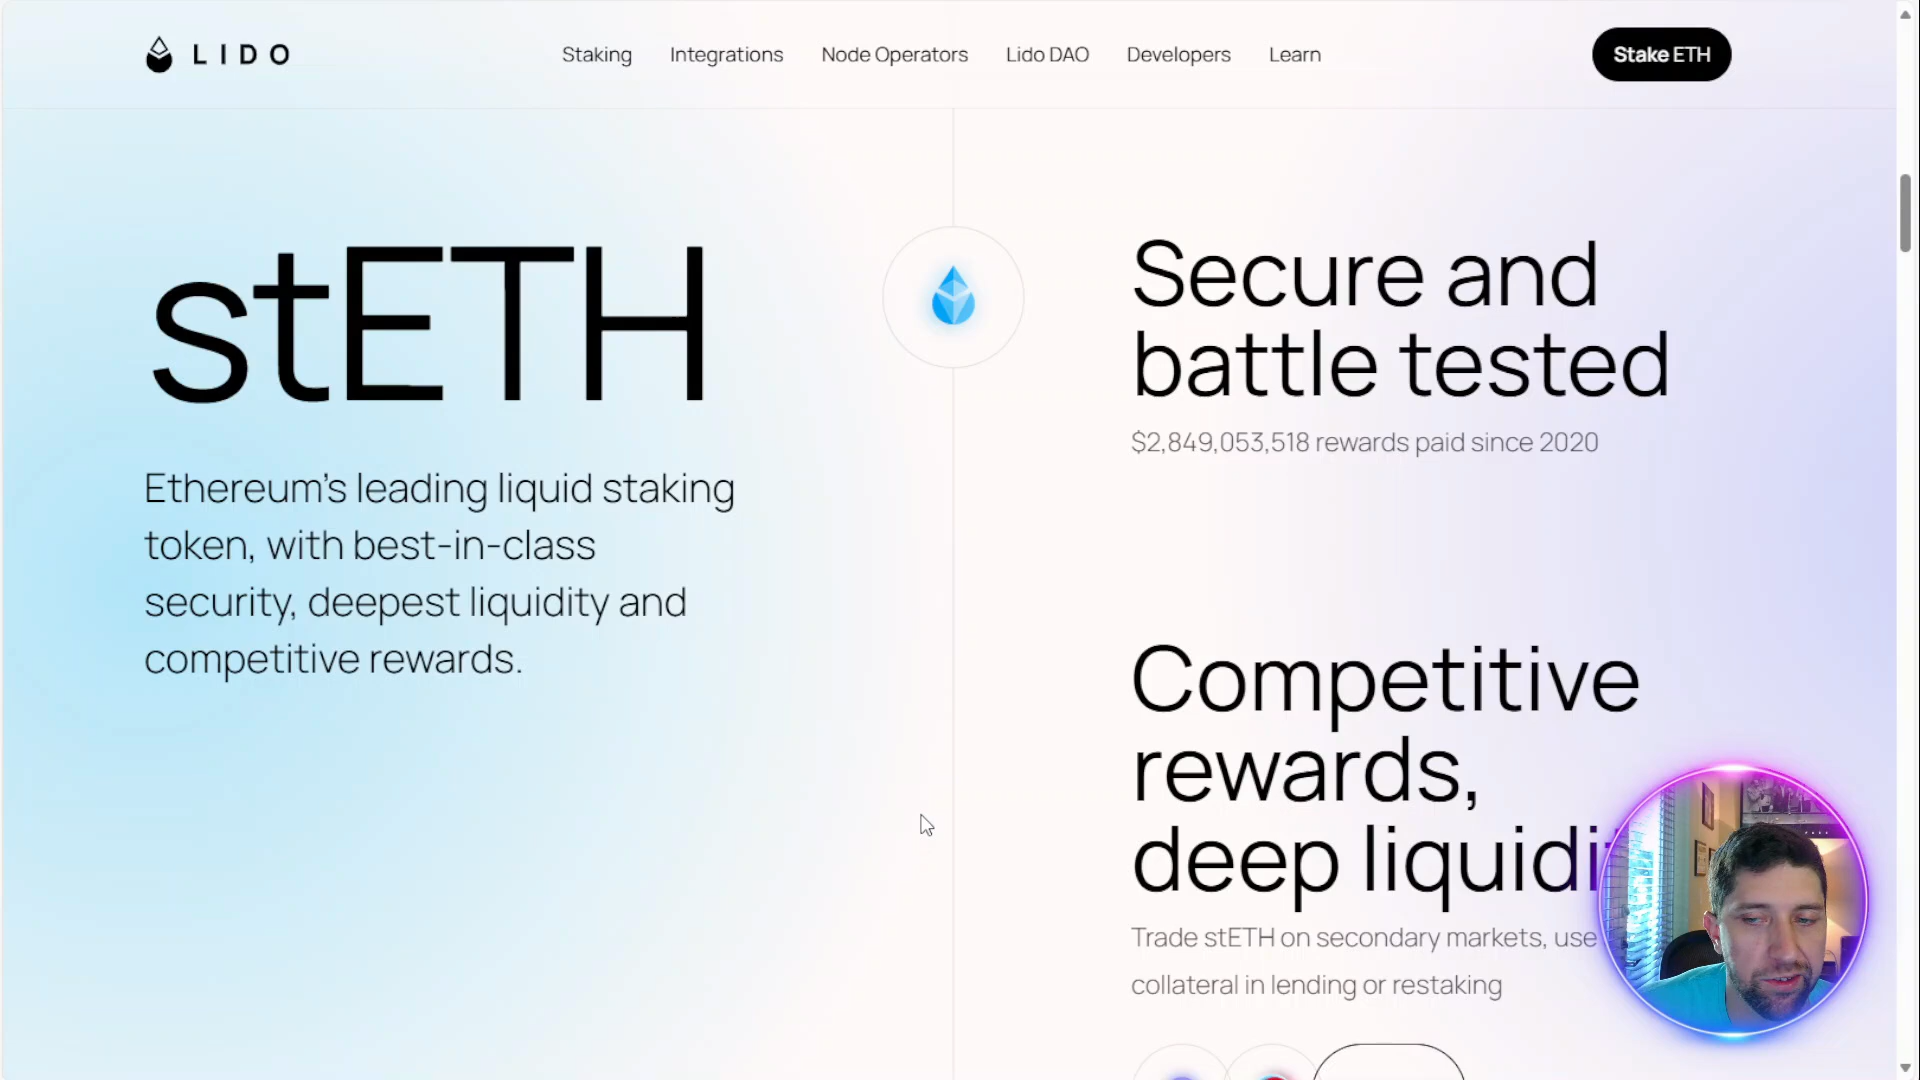 LIDO
Staking
Integrations
Node Operators
Lido DAO
Developers
Learn
Stake ETH
stETH
Ethereum's leading liquid staking
token, with best-in-class
security, deepest liquidity and
competitive rewards.
Secure and
battle tested
$2,849,053,518 rewards paid since 2020
Competitive
rewards,
deep
Trade stETH on secondary markets, use
collateral in lending or restaking